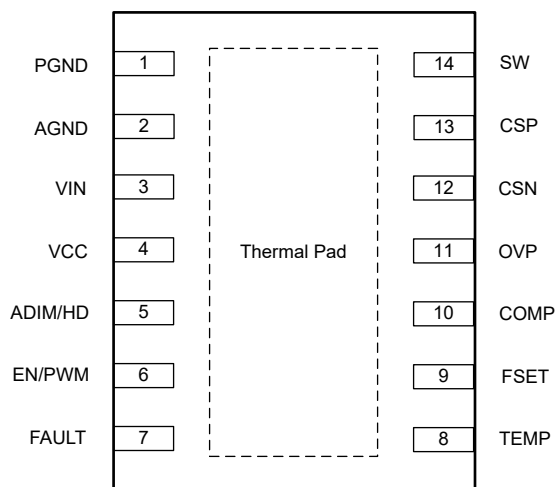 PGND 1 14 SW
AGND 2 13 CSP
VIN 3 12 CSN
VCC 4 Thermal Pad 11 OVP
ADIM/HD 5 10 COMP
EN/PWM 6 9 FSET
FAULT 7 8 TEMP